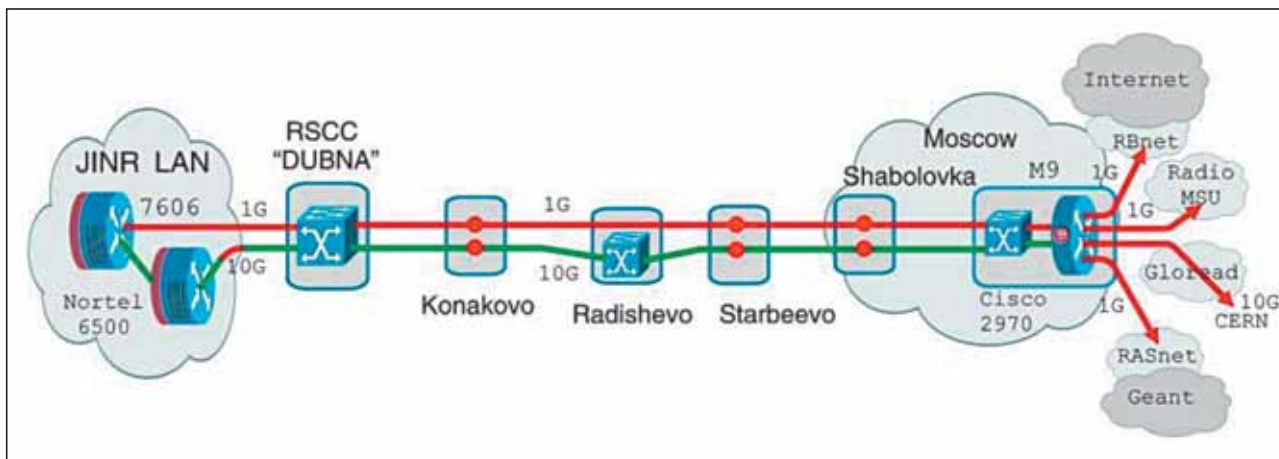 JINR LAN
7606
Nortel
6500
1G
10G
RSCC
"DUBNA"
Konakovo
1G
10G
Radishevo
Starbeevo
Moscow
Shabolovka
M9
Cisco
2970
Internet
RBnet
1G
Radio
MSU
1G
Gloread
10G
CERN
1G
RASnet
Geant